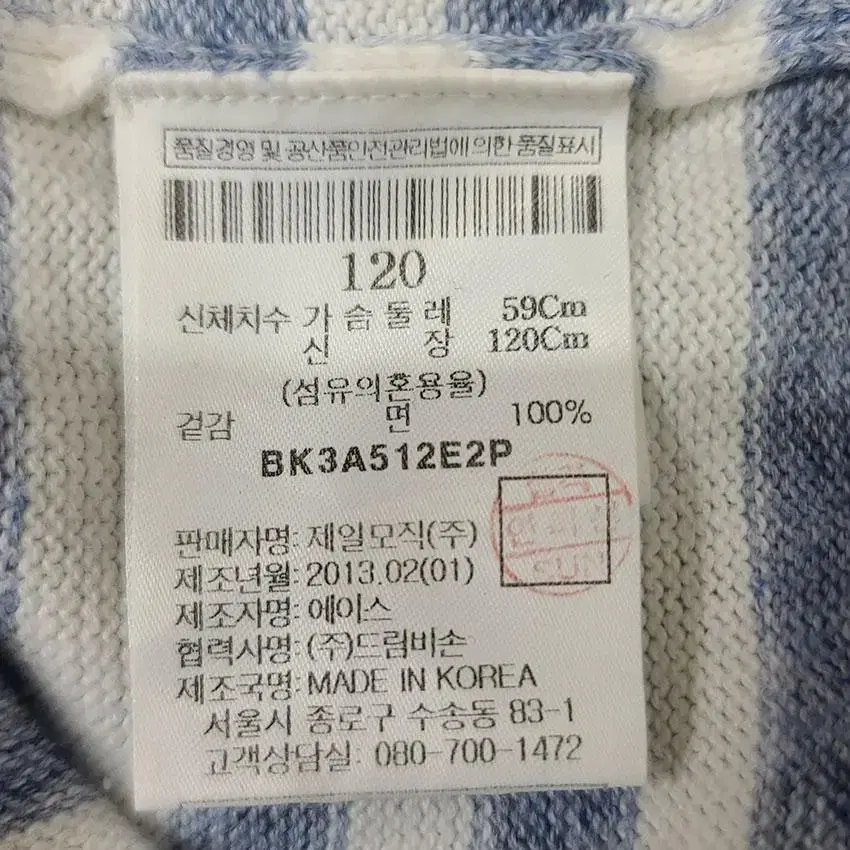 품질경영 및 공산품안전관리법에 의한 품질표시
120
신체치수 가 슴 둘 레 59Cm
신 장 120Cm
(섬유의혼용율)
겉감 면 100%
BK3A512E2P
판매자명: 제일모직(주)
제조년월: 2013.02(01)
제조자명: 에이스
협력사명: (주)드림비손
제조국명: MADE IN KOREA
서울시 종로구 수송동 83-1
고객상담실: 080-700-1472
SUN